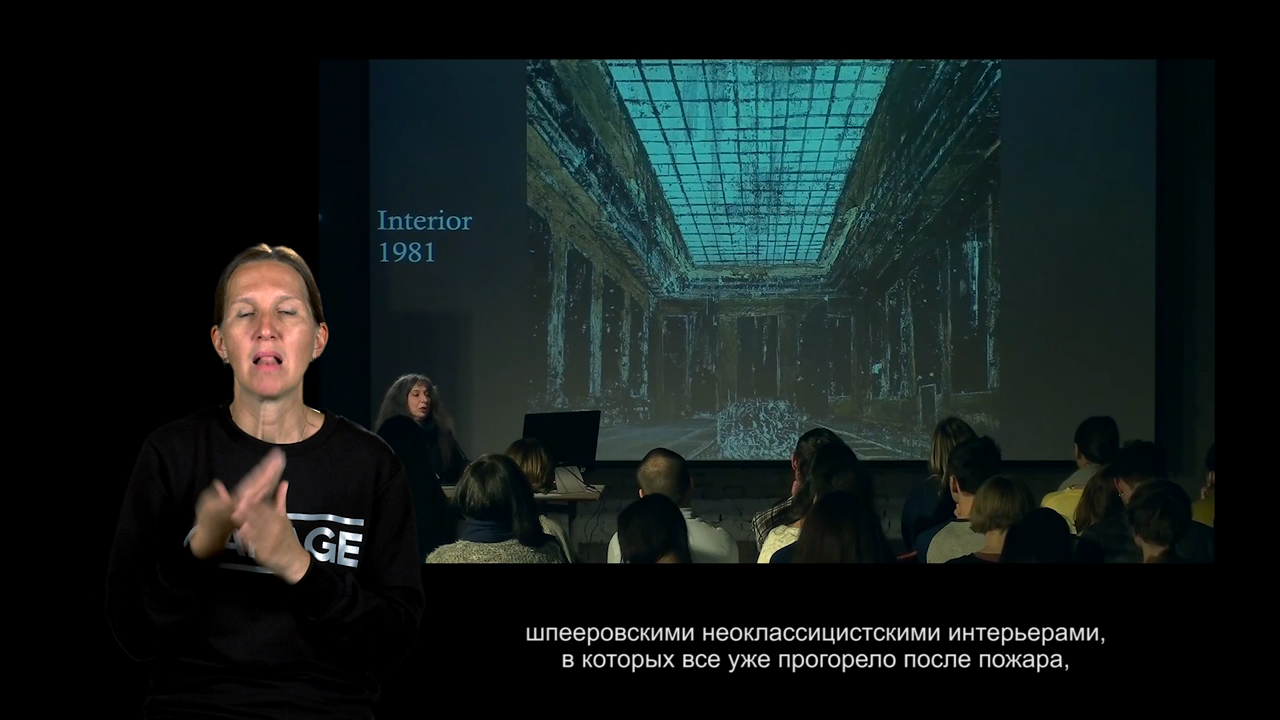 Interior
1981
шпееровскими неоклассицистскими интерьерами,
в которых все уже прогорело после пожара,